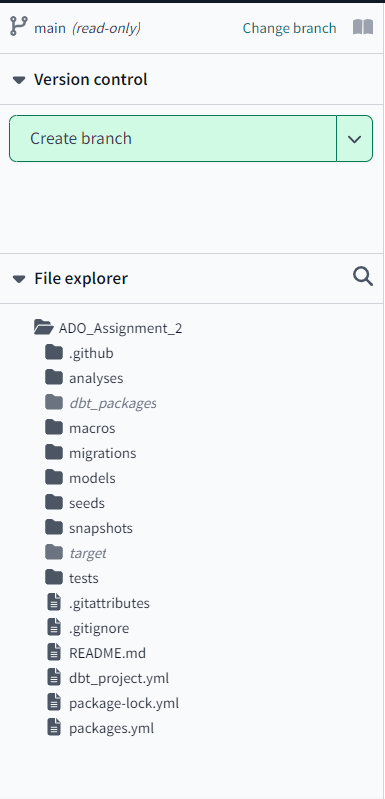 main (read-only) Change branch
Version control
Create branch
File explorer
ADO_Assignment_2
.github
analyses
dbt_packages
macros
migrations
models
seeds
snapshots
target
tests
.gitattributes
.gitignore
README.md
dbt_project.yml
package-lock.yml
packages.yml